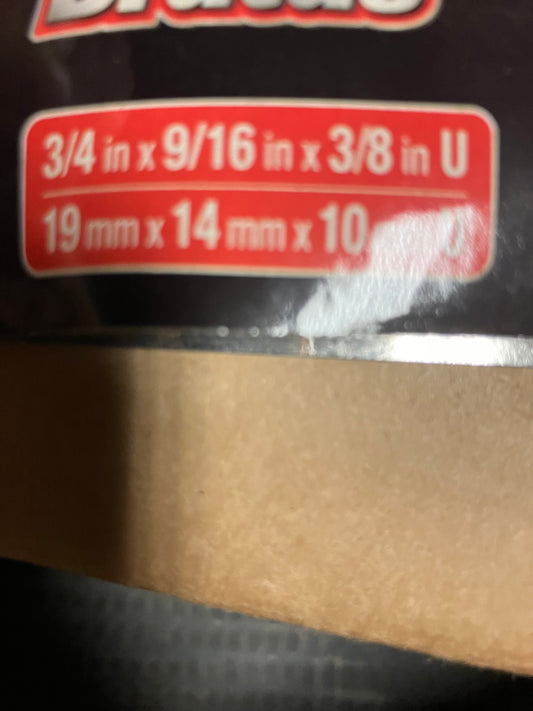 3/4 in x 9/16 in x 3/8 in U
19 mm x 14 mm x 10 U